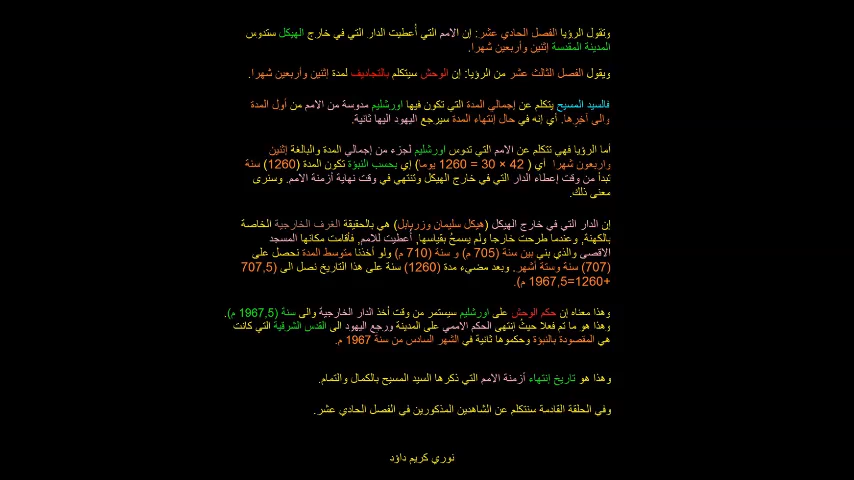 وتقول الرؤيا الفصل الحادي عشر: إن الامم التي أُعطيت الدار التي في خارج الهيكل ستدوس
المدينة المقدسة إثنين وأربعين شهرا.
ويقول الفصل الثالث عشر من الرؤيا: إن الوحش سيتكلم بالتجاديف لمدة إثنين وأربعين شهرا.
فالسيد المسيح يتكلم عن إجمالي المدة التي تكون فيها اورشليم مدوسة من الامم من أول المدة
والى آخرها. أي إنه في حال إنتهاء المدة سيرجع اليهود اليها ثانية.
أما الرؤيا فهي تتكلم عن الامم التي تدوس اورشليم لجزء من إجمالي المدة والبالغة إثنين
واربعون شهرا أي ( 42 × 30 = 1260 يوما) إي بحسب النبؤة تكون المدة (1260) سنة
تبدأ من وقت إعطاء الدار التي في خارج الهيكل وتنتهي في وقت نهاية أزمنة الامم. وسنرى
معنى ذلك.
إن الدار التي في خارج الهيكل (هيكل سليمان وزربابل) هي بالحقيقة الغرف الخارجية الخاصة
بالكهنة. وعندما طرحت خارجا ولم يسمحْ بقياسها, أُعطيت للامم, فأقامت مكانها المسجد
الاقصى والذي بني بين سنة (705 م) و سنة (710 م) ولو أخذنا متوسط المدة نحصل على
(707) سنة وستة أشهر. وبعد مضيء مدة (1260) سنة على هذا التاريخ نصل الى (707,5
+1260=1967,5 م).
وهذا معناه إن حكم الوحش على اورشليم سيستمر من وقت أخذ الدار الخارجية والى سنة (1967,5 م).
وهذا هو ما تم فعلا حيثُ إنتهى الحكم الاممي على المدينة ورجع اليهود الى القدس الشرقية التي كانت
هي المقصودة بالنبؤة وحكموها ثانية في الشهر السادس من سنة 1967 م.
وهذا هو تاريخ إنتهاء أزمنة الامم التي ذكرها السيد المسيح بالكمال والتمام.
وفي الحلقة القادمة سنتكلم عن الشاهدين المذكورين في الفصل الحادي عشر.
نوري كريم داؤد